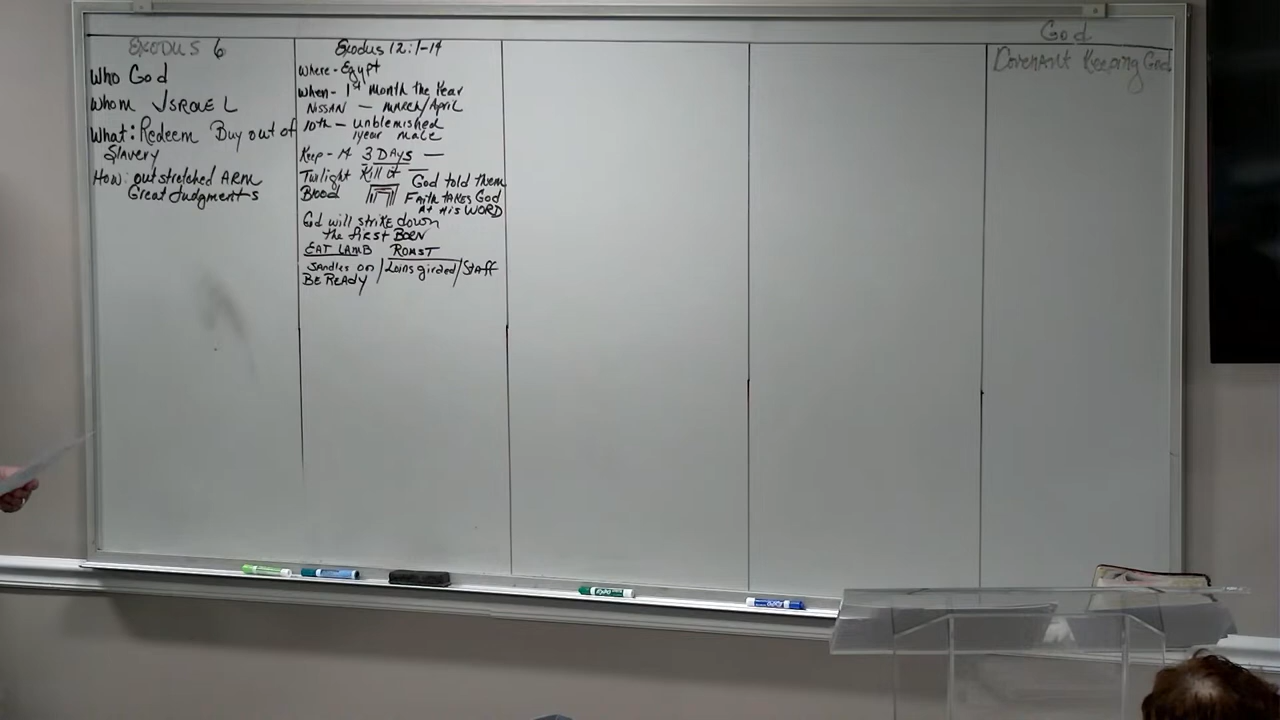 Exodus 6
Who God
Whom ISRAEL
What: Redeem Buy out of
Slavery
How: outstretched ARM
Great Judgments
Exodus 12:1-14
Where - Egypt
When - 1st Month the Year
NISSAN — MARCH/April
10th — unblemished
1year male
Keep - 14 3 DAYS —
Twilight Kill it —
Blood
God told them
FAITH TAKES God
At His WORD
God will strike down
the first BORN
EAT LAMB ROAST
Sandles on / Loins girded / Staff
BE READY
God
Covenant Keeping God